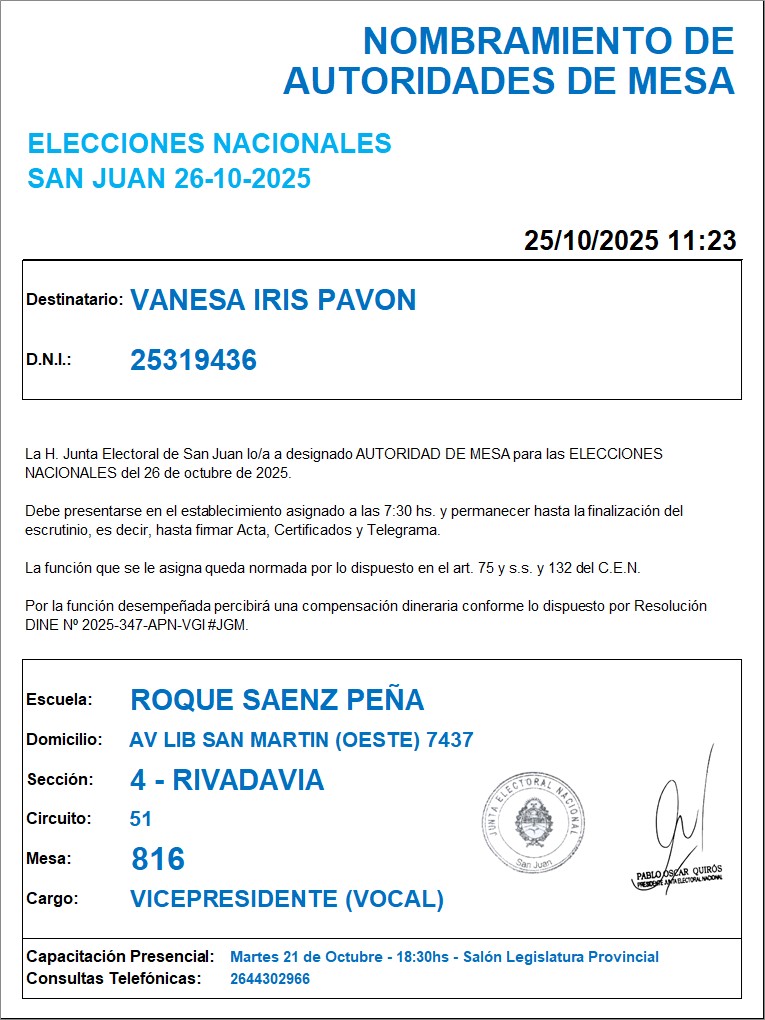 NOMBRAMIENTO DE
AUTORIDADES DE MESA
ELECCIONES NACIONALES
SAN JUAN 26-10-2025
25/10/2025 11:23
Destinatario: VANESA IRIS PAVON
D.N.I.: 25319436
La H. Junta Electoral de San Juan lo/a a designado AUTORIDAD DE MESA para las ELECCIONES
NACIONALES del 26 de octubre de 2025.
Debe presentarse en el establecimiento asignado a las 7:30 hs. y permanecer hasta la finalización del
escrutinio, es decir, hasta firmar Acta, Certificados y Telegrama.
La función que se le asigna queda normada por lo dispuesto en el art. 75 y s.s. y 132 del C.E.N.
Por la función desempeñada percibirá una compensación dineraria conforme lo dispuesto por Resolución
DINE Nº 2025-347-APN-VGI#JGM.
Escuela: ROQUE SAENZ PEÑA
Domicilio: AV LIB SAN MARTIN (OESTE) 7437
Sección: 4 - RIVADAVIA
Circuito: 51
Mesa: 816
Cargo: VICEPRESIDENTE (VOCAL)
JUNTA ELECTORAL NACIONAL
San Juan
PABLO OSCAR QUIRÓS
PRESIDENTE JUNTA ELECTORAL NACIONAL
Capacitación Presencial: Martes 21 de Octubre - 18:30hs - Salón Legislatura Provincial
Consultas Telefónicas: 2644302966